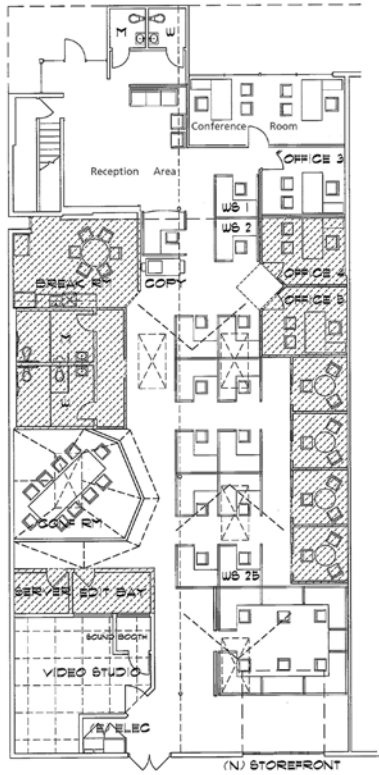 M W
Conference Room
OFFICE 3
Reception Area
WS 1
WS 2
OFFICE 4
BREAK RM
COPY
OFFICE 5
M
W
CONF RM
WS 25
SERVER EDIT BAY
SOUND BOOTH
VIDEO STUDIO
(E) ELEC
(N) STOREFRONT